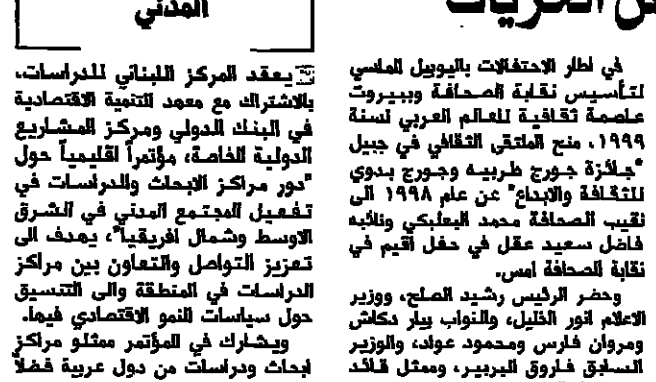 في اطار الاحتفالات باليوبيل الماسي
لتأسيس نقابة الصحافة وببيروت
عاصمة ثقافية للعالم العربي لسنة
١٩٩٩، منح الملتقى الثقافي في جبيل
"جائزة جورج طربيه وجورج بدوي
للثقافة والابداع" عن عام ١٩٩٨ الى
نقيب الصحافة محمد البعلبكي ونائبه
فاضل سعيد عقل في حفل اقيم في
نقابة الصحافة امس.
وحضر الرئيس رشيد الصلح، ووزير
الاعلام انور الخليل، والنواب بيار دكاش
ومروان فارس ومحمود عواد، والوزير
السابق فاروق البربير، وممثل قائد
المدني
يعقد المركز اللبناني للدراسات،
بالاشتراك مع معهد التنمية الاقتصادية
في البنك الدولي ومركز المشاريع
الدولية الخاصة، مؤتمراً اقليمياً حول
"دور مراكز الابحاث والدراسات في
تفعيل المجتمع المدني في الشرق
الاوسط وشمال افريقيا"، يهدف الى
تعزيز التواصل والتعاون بين مراكز
الدراسات في المنطقة والى التنسيق
حول سياسات النمو الاقتصادي فيها.
ويشارك في المؤتمر ممثلو مراكز
ابحاث ودراسات من دول عربية فضلاً